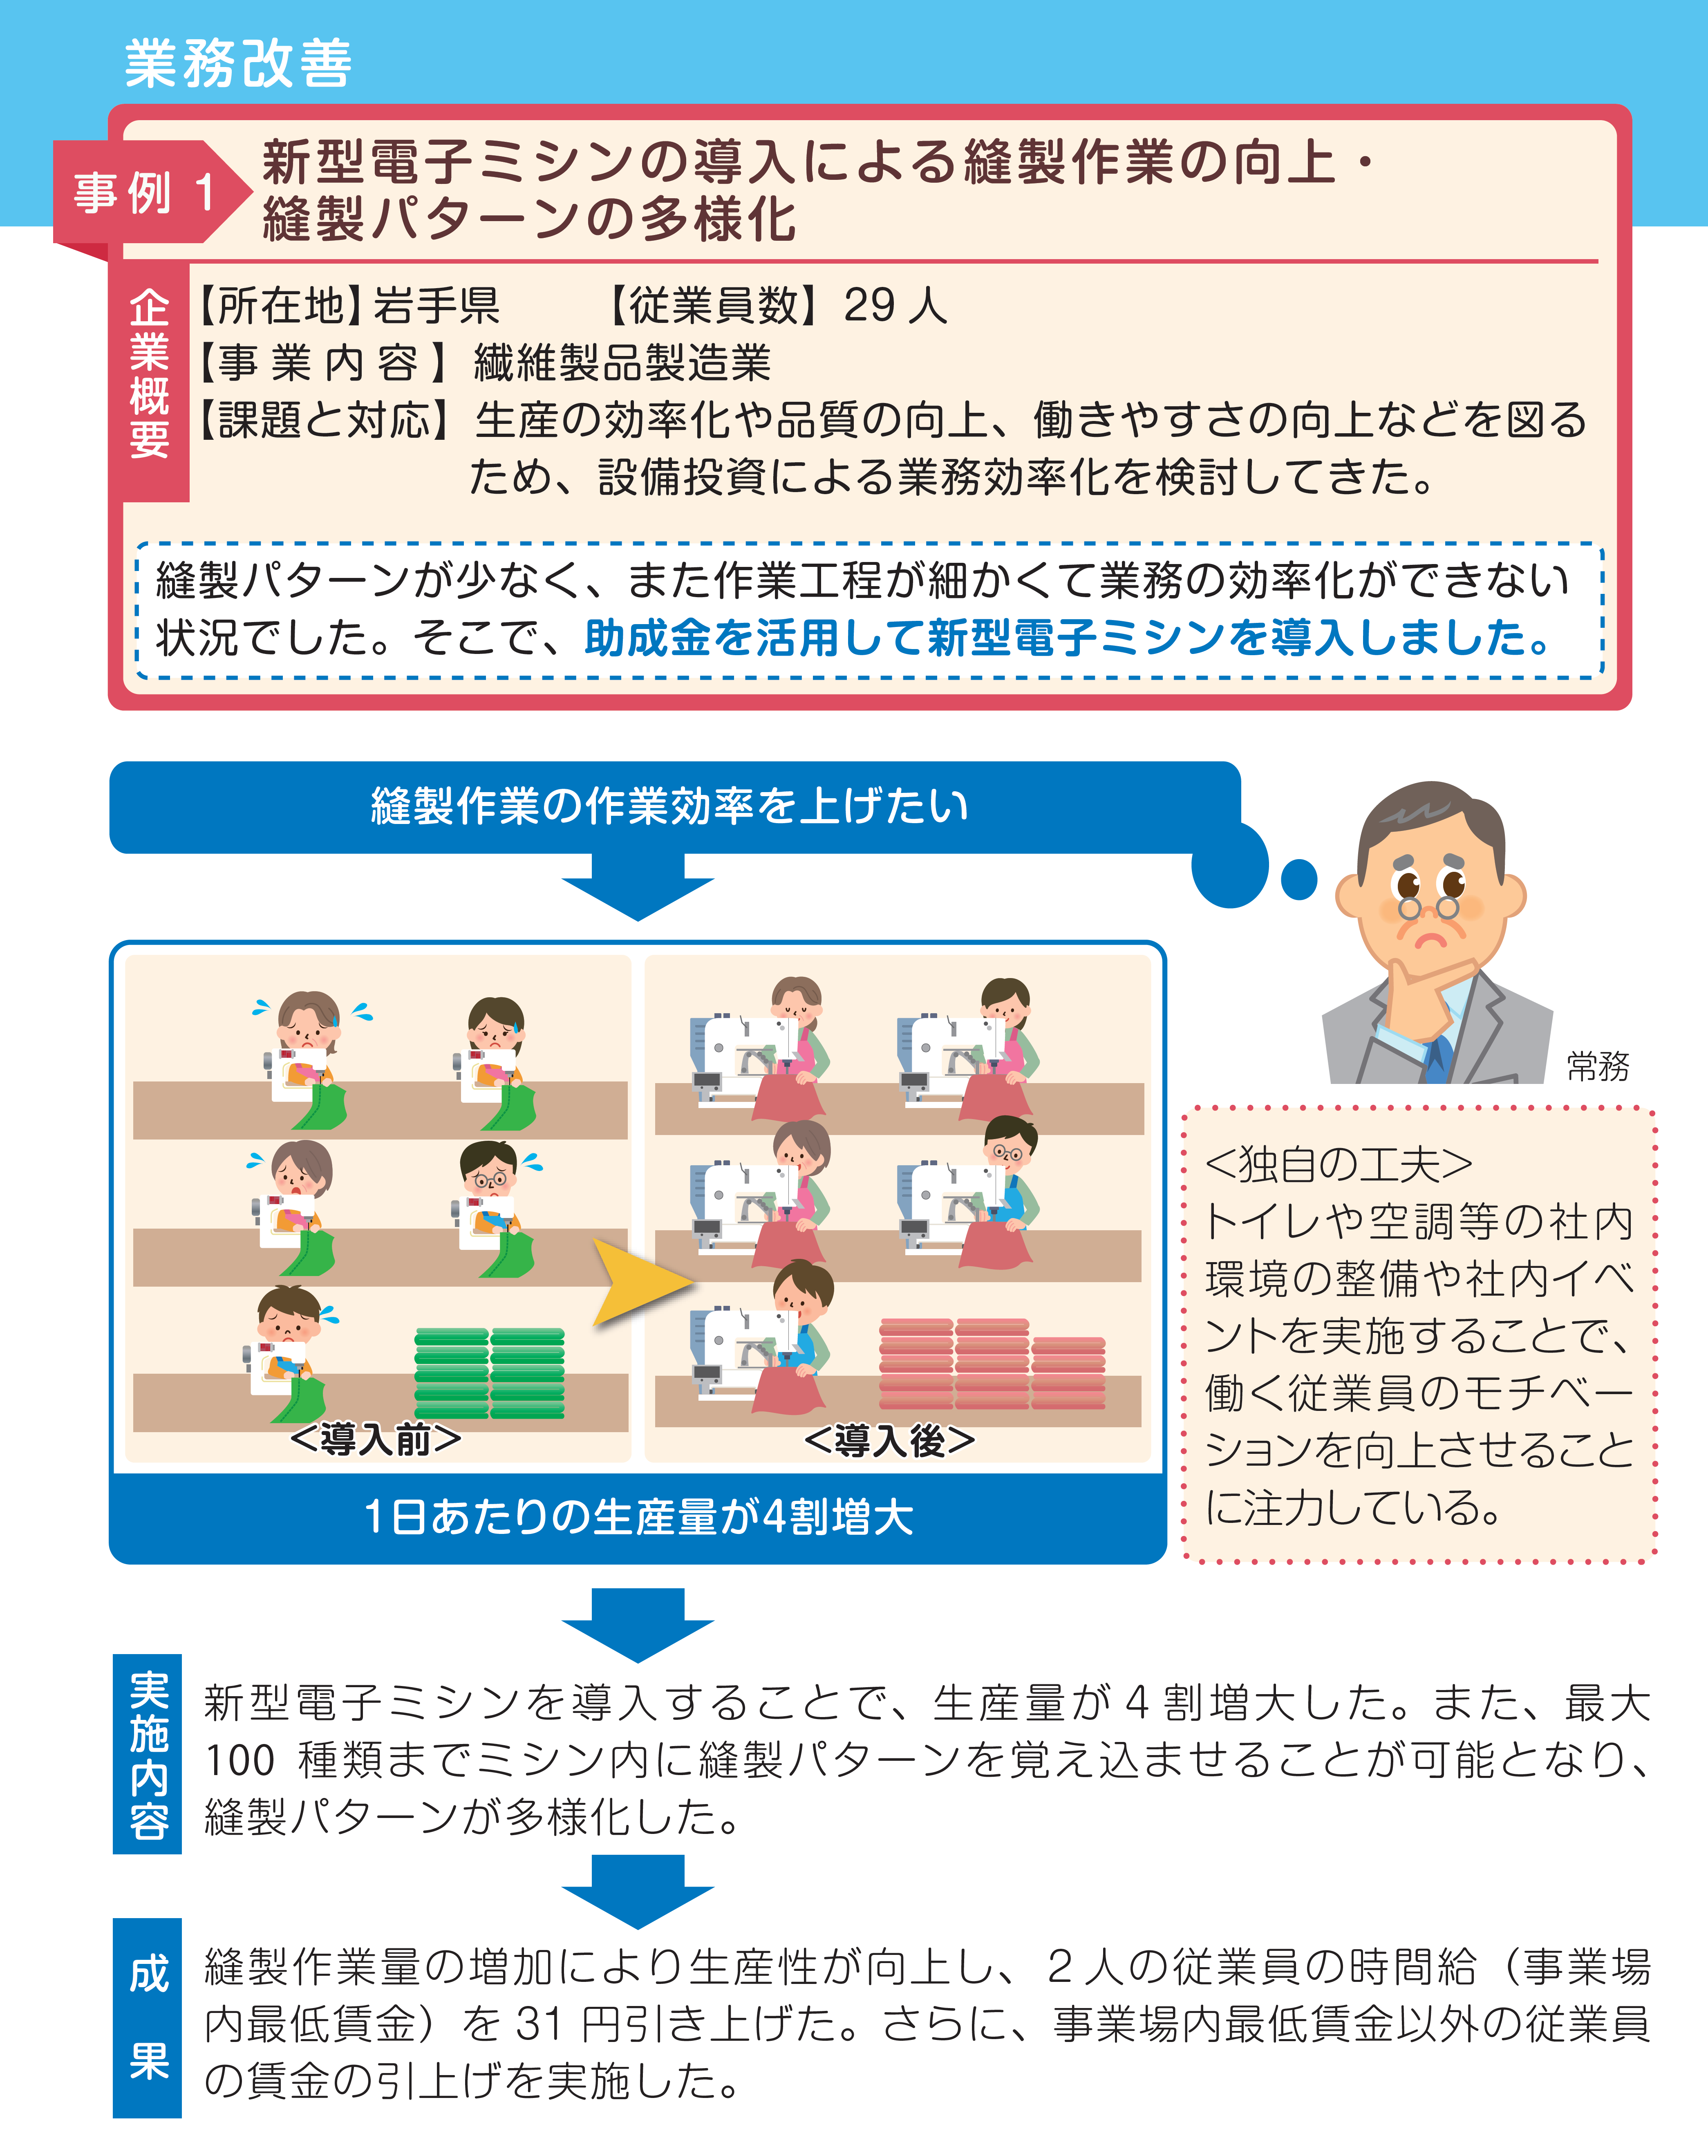 業務改善
事例 1
新型電子ミシンの導入による縫製作業の向上・
縫製パターンの多様化
企業概要
【所在地】岩手県 【従業員数】29 人
【事業内容】繊維製品製造業
【課題と対応】生産の効率化や品質の向上、働きやすさの向上などを図る
ため、設備投資による業務効率化を検討してきた。
縫製パターンが少なく、また作業工程が細かくて業務の効率化ができない
状況でした。そこで、助成金を活用して新型電子ミシンを導入しました。
縫製作業の作業効率を上げたい
常務
<導入前>
<導入後>
1日あたりの生産量が4割増大
<独自の工夫>
トイレや空調等の社内
環境の整備や社内イベ
ントを実施することで、
働く従業員のモチベー
ションを向上させること
に注力している。
実施内容
新型電子ミシンを導入することで、生産量が 4 割増大した。また、最大
100 種類までミシン内に縫製パターンを覚え込ませることが可能となり、
縫製パターンが多様化した。
成果
縫製作業量の増加により生産性が向上し、2 人の従業員の時間給（事業場
内最低賃金）を 31 円引き上げた。さらに、事業場内最低賃金以外の従業員
の賃金の引上げを実施した。